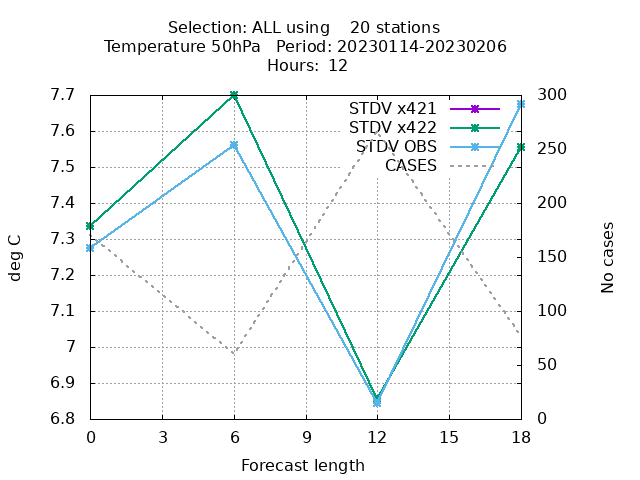 Selection: ALL using    20 stations
Temperature 50hPa   Period: 20230114-20230206
Hours:  12
STDV x421
STDV x422
STDV OBS
CASES
7.7
7.6
7.5
7.4
7.3
7.2
7.1
7
6.9
6.8
300
250
200
150
100
50
0
deg C
No cases
0 3 6 9 12 15 18
Forecast length